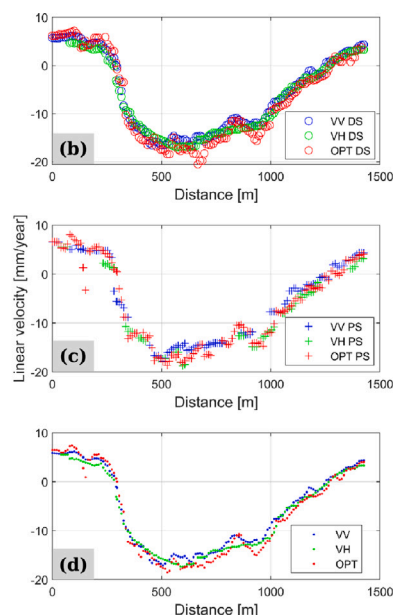 10
0
-10
-20
0
500
1000
1500
Distance [m]
VV DS
VH DS
OPT DS
(b)
Linear velocity [mm/year]
10
0
-10
-20
0
500
1000
1500
Distance [m]
VV PS
VH PS
OPT PS
(c)
10
0
-10
-20
0
500
1000
1500
Distance [m]
VV
VH
OPT
(d)